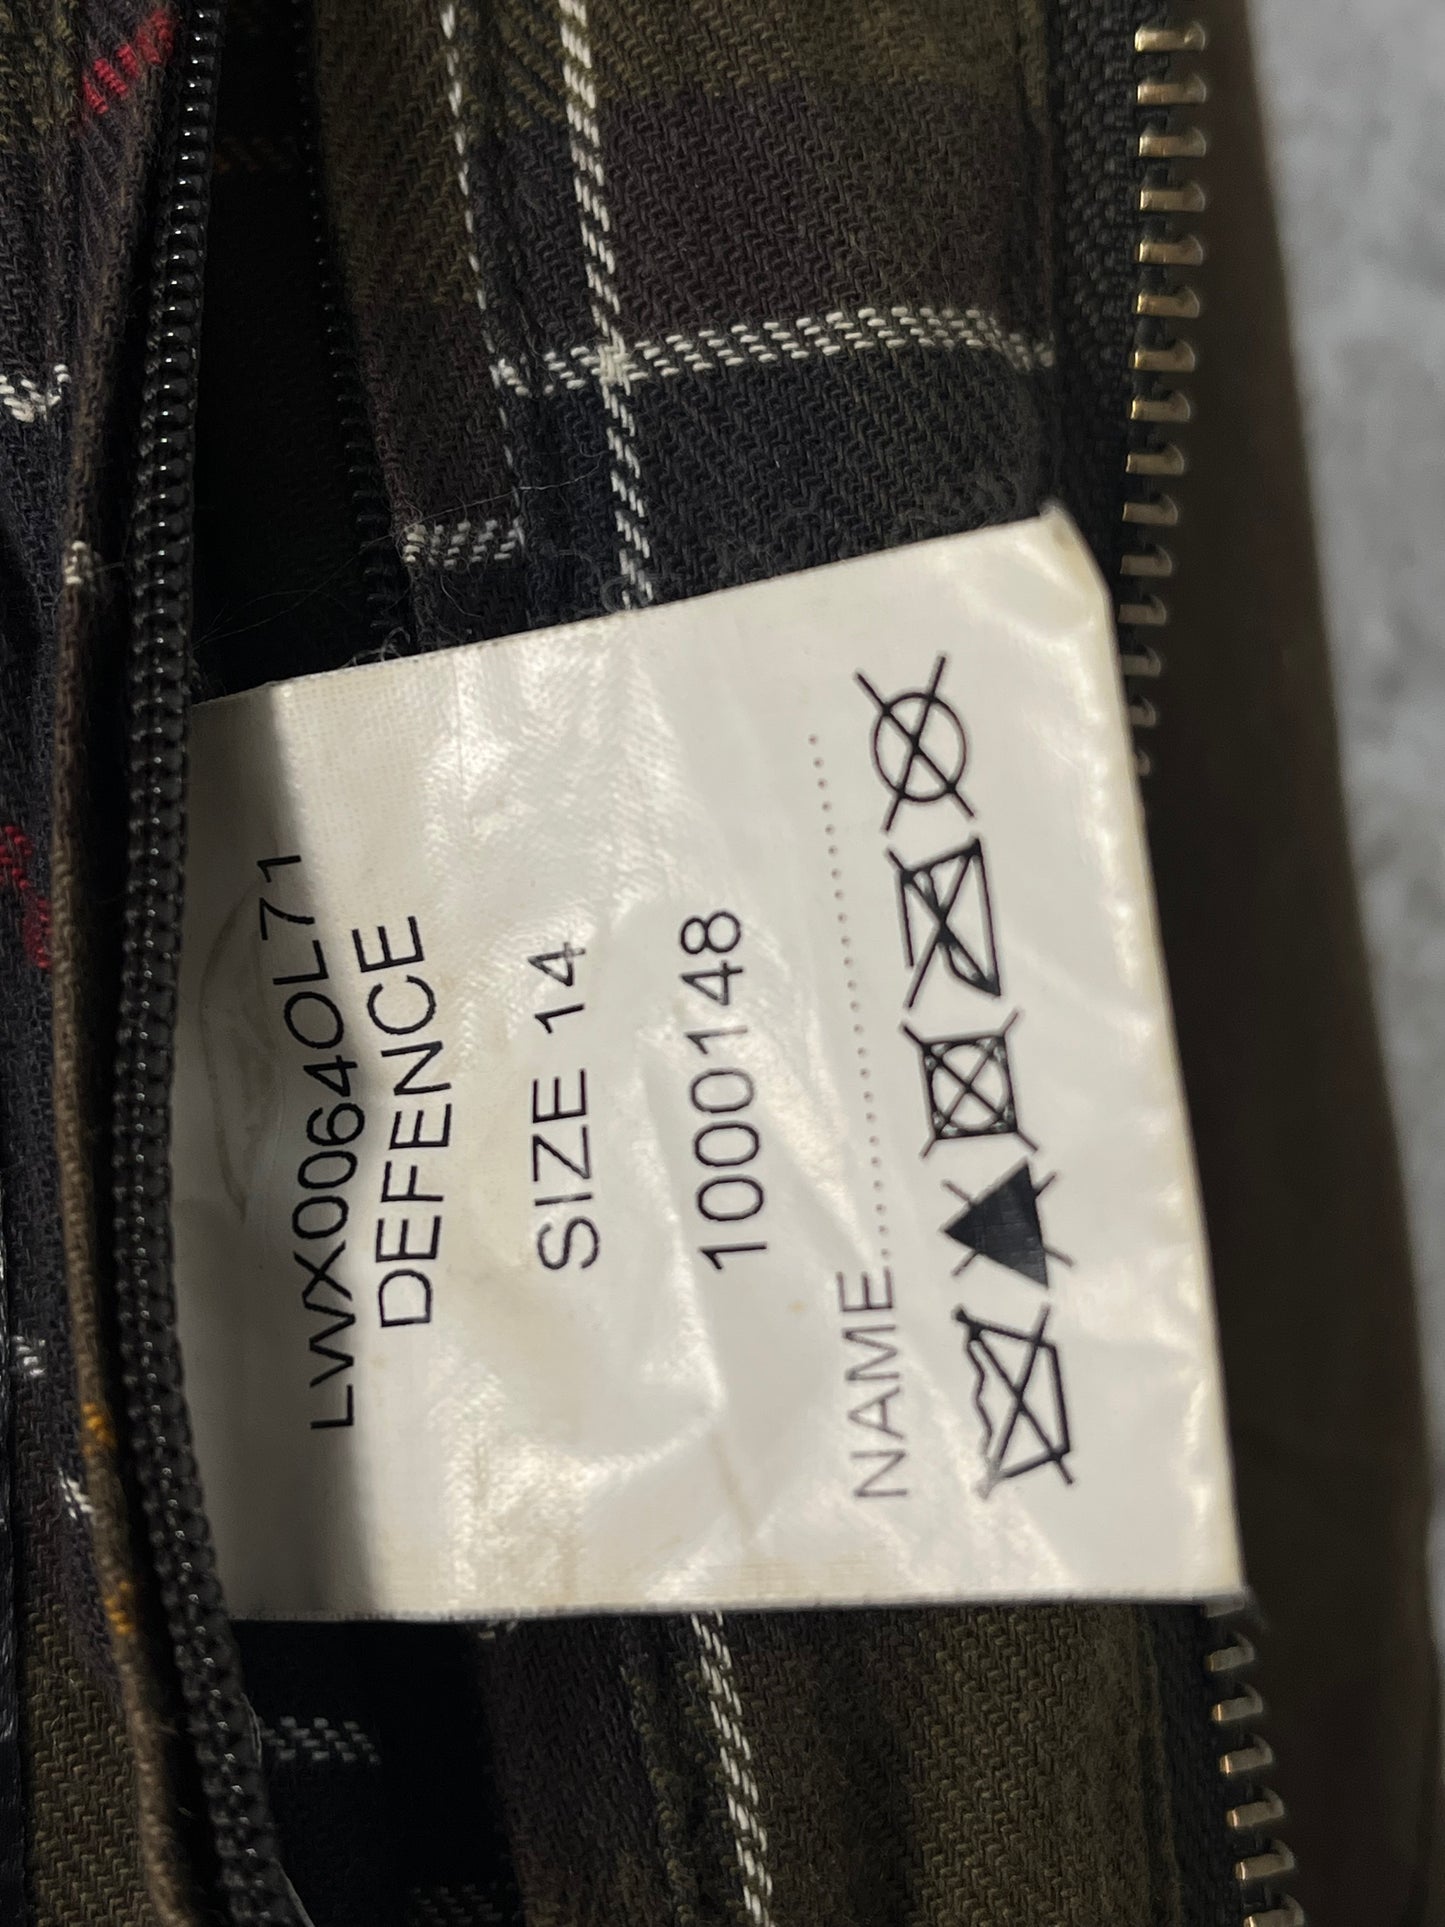 LWX0064OL71
DEFENCE
SIZE 14
1000148
NAME..............................